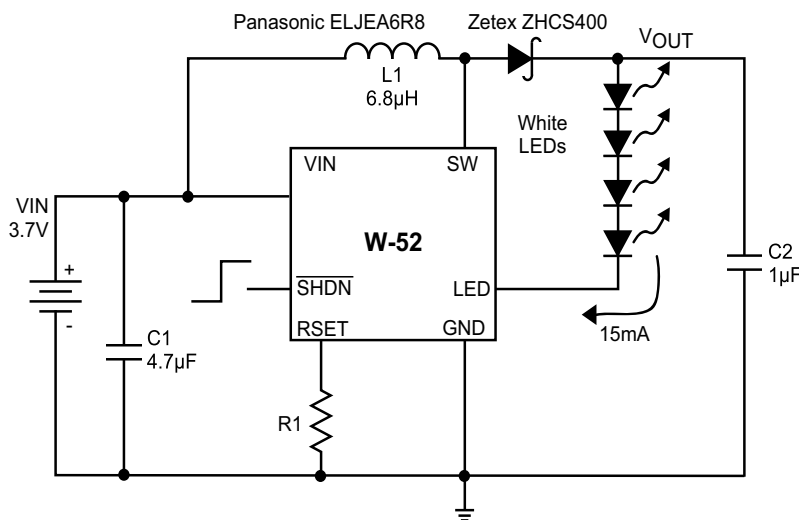 Panasonic ELJEA6R8
Zetex ZHCS400
VOUT
L1
6.8µH
White
LEDs
VIN
SW
VIN
3.7V
W-52
+
-
SHDN
LED
C2
1µF
RSET
GND
15mA
C1
4.7µF
R1